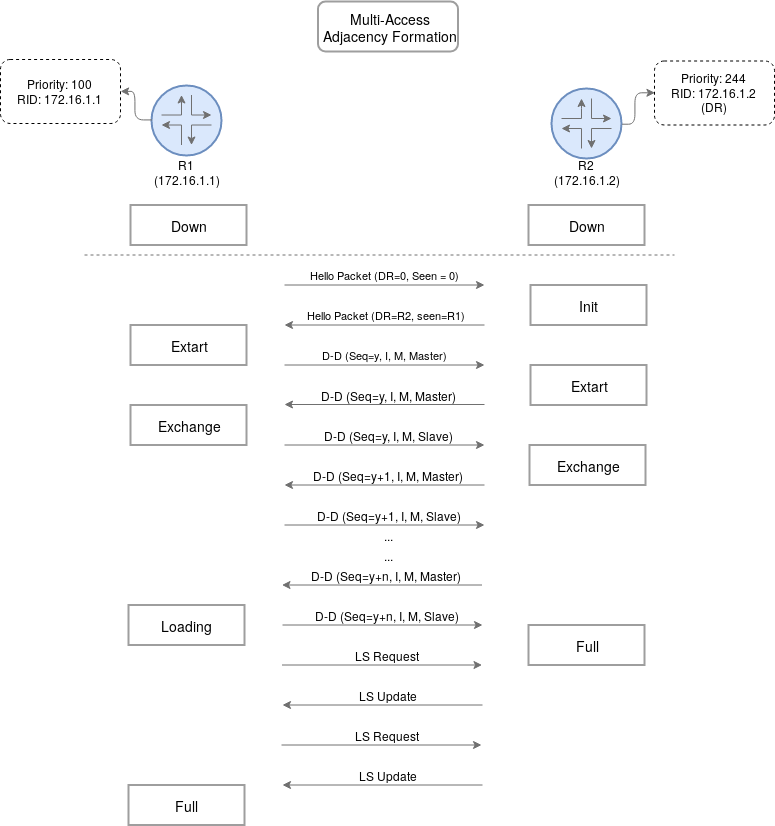 Multi-Access
Adjacency Formation
Priority: 100
RID: 172.16.1.1
Priority: 244
RID: 172.16.1.2
(DR)
R1
(172.16.1.1)
R2
(172.16.1.2)
Down
Down
Hello Packet (DR=0, Seen = 0)
Init
Hello Packet (DR=R2, seen=R1)
Extart
D-D (Seq=y, I, M, Master)
Extart
D-D (Seq=y, I, M, Master)
Exchange
D-D (Seq=y, I, M, Slave)
Exchange
D-D (Seq=y+1, I, M, Master)
D-D (Seq=y+1, I, M, Slave)
...
...
D-D (Seq=y+n, I, M, Master)
D-D (Seq=y+n, I, M, Slave)
Loading
Full
LS Request
LS Update
LS Request
LS Update
Full